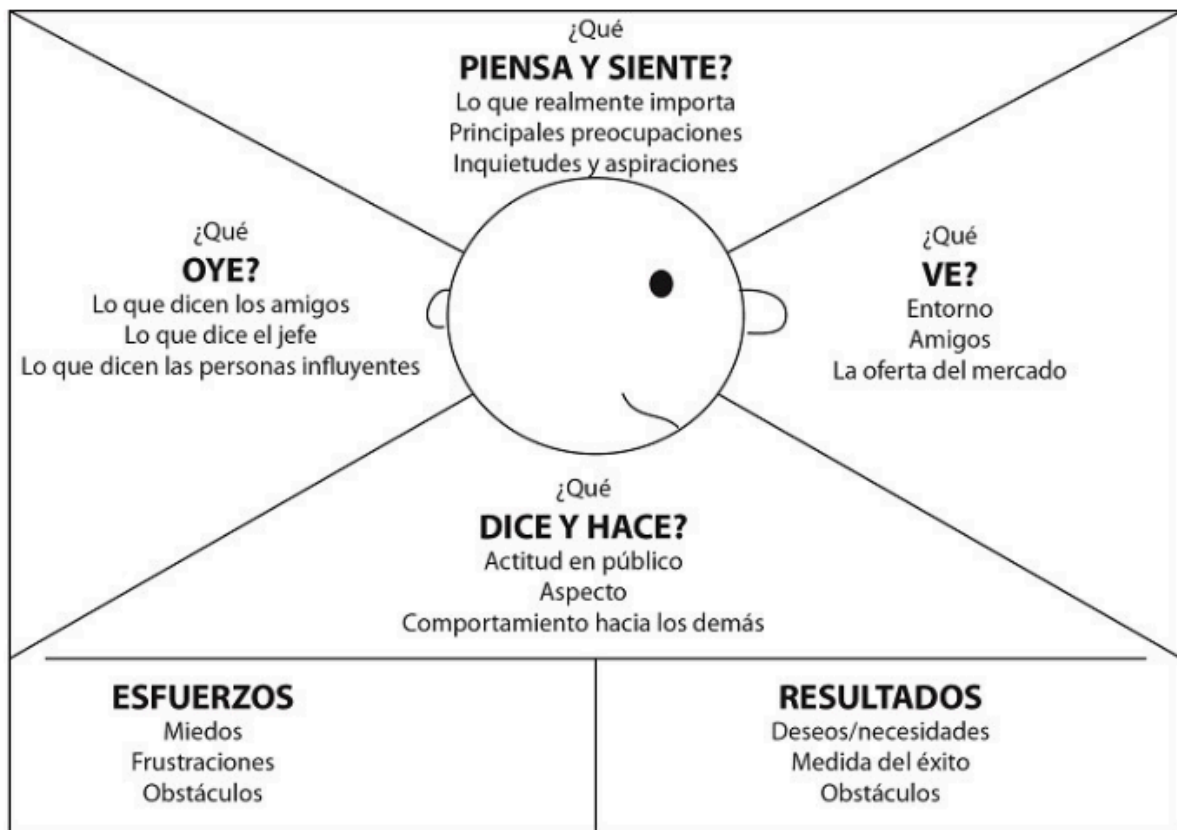 ¿Qué
PIENSA Y SIENTE?
Lo que realmente importa
Principales preocupaciones
Inquietudes y aspiraciones
¿Qué
OYE?
Lo que dicen los amigos
Lo que dice el jefe
Lo que dicen las personas influyentes
¿Qué
VE?
Entorno
Amigos
La oferta del mercado
¿Qué
DICE Y HACE?
Actitud en público
Aspecto
Comportamiento hacia los demás
ESFUERZOS
Miedos
Frustraciones
Obstáculos
RESULTADOS
Deseos/necesidades
Medida del éxito
Obstáculos